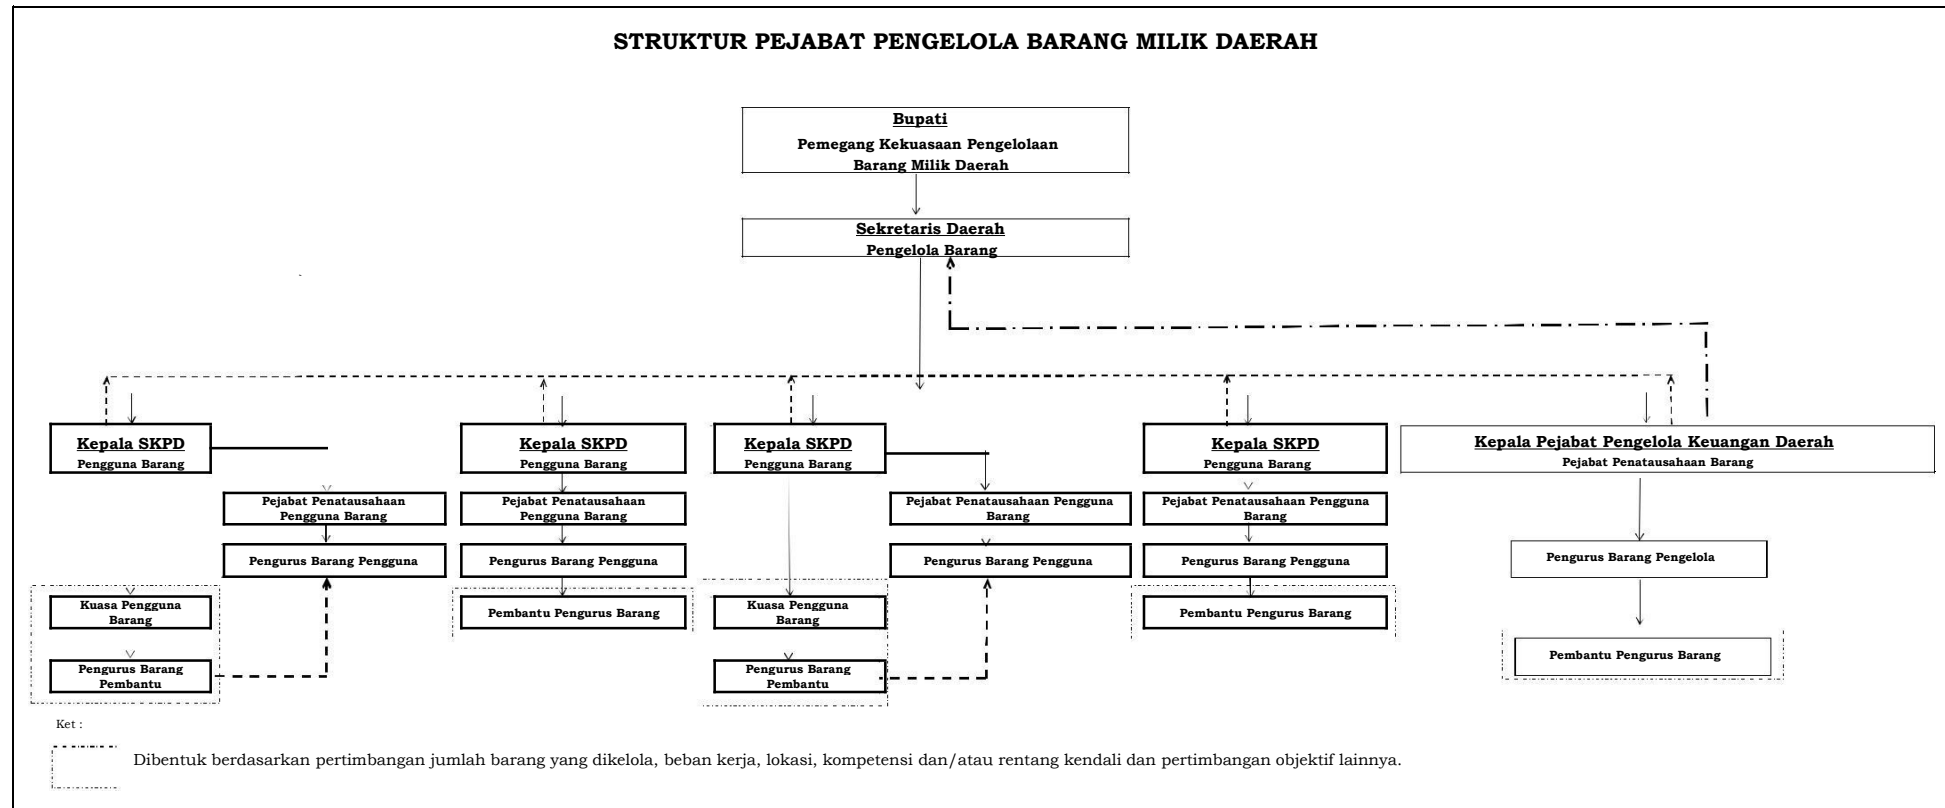 STRUKTUR PEJABAT PENGELOLA BARANG MILIK DAERAH
Bupati
Pemegang Kekuasaan Pengelolaan
Barang Milik Daerah
Sekretaris Daerah
Pengelola Barang
Kepala SKPD
Pengguna Barang
Kepala SKPD
Pengguna Barang
Kepala SKPD
Pengguna Barang
Kepala SKPD
Pengguna Barang
Kepala Pejabat Pengelola Keuangan Daerah
Pejabat Penatausahaan Barang
Pejabat Penatausahaan
Pengguna Barang
Pejabat Penatausahaan
Pengguna Barang
Pejabat Penatausahaan Pengguna
Barang
Pejabat Penatausahaan Pengguna
Barang
Pengurus Barang Pengguna
Pengurus Barang Pengguna
Pengurus Barang Pengguna
Pengurus Barang Pengguna
Pengurus Barang Pengelola
Kuasa Pengguna
Barang
Pembantu Pengurus Barang
Kuasa Pengguna
Barang
Pembantu Pengurus Barang
Pembantu Pengurus Barang
Pengurus Barang
Pembantu
Pengurus Barang
Pembantu
Ket :
Dibentuk berdasarkan pertimbangan jumlah barang yang dikelola, beban kerja, lokasi, kompetensi dan/atau rentang kendali dan pertimbangan objektif lainnya.